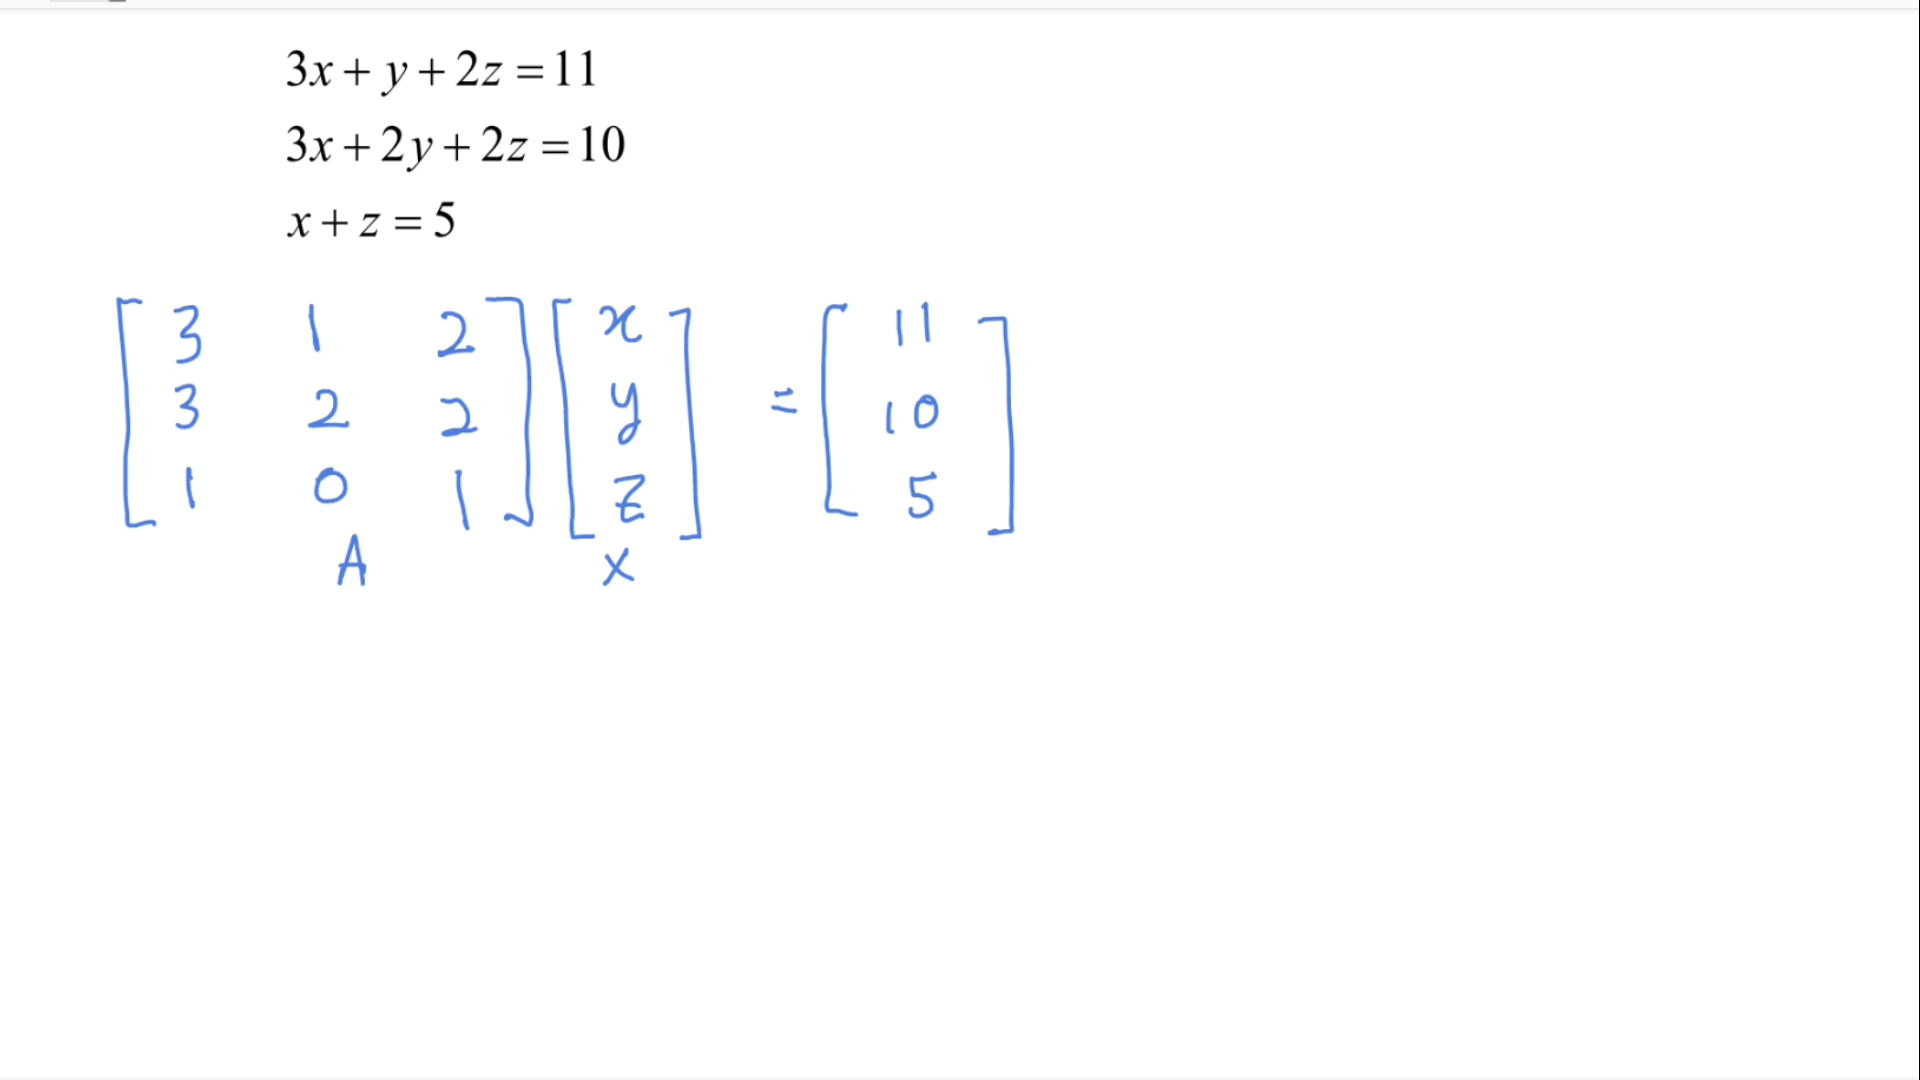 3x + y + 2z = 11
3x + 2y + 2z = 10
x + z = 5
[ 3 1 2 ] [ x ] = [ 11 ]
[ 3 2 2 ] [ y ] [ 10 ]
[ 1 0 1 ] [ z ] [ 5 ]
A X